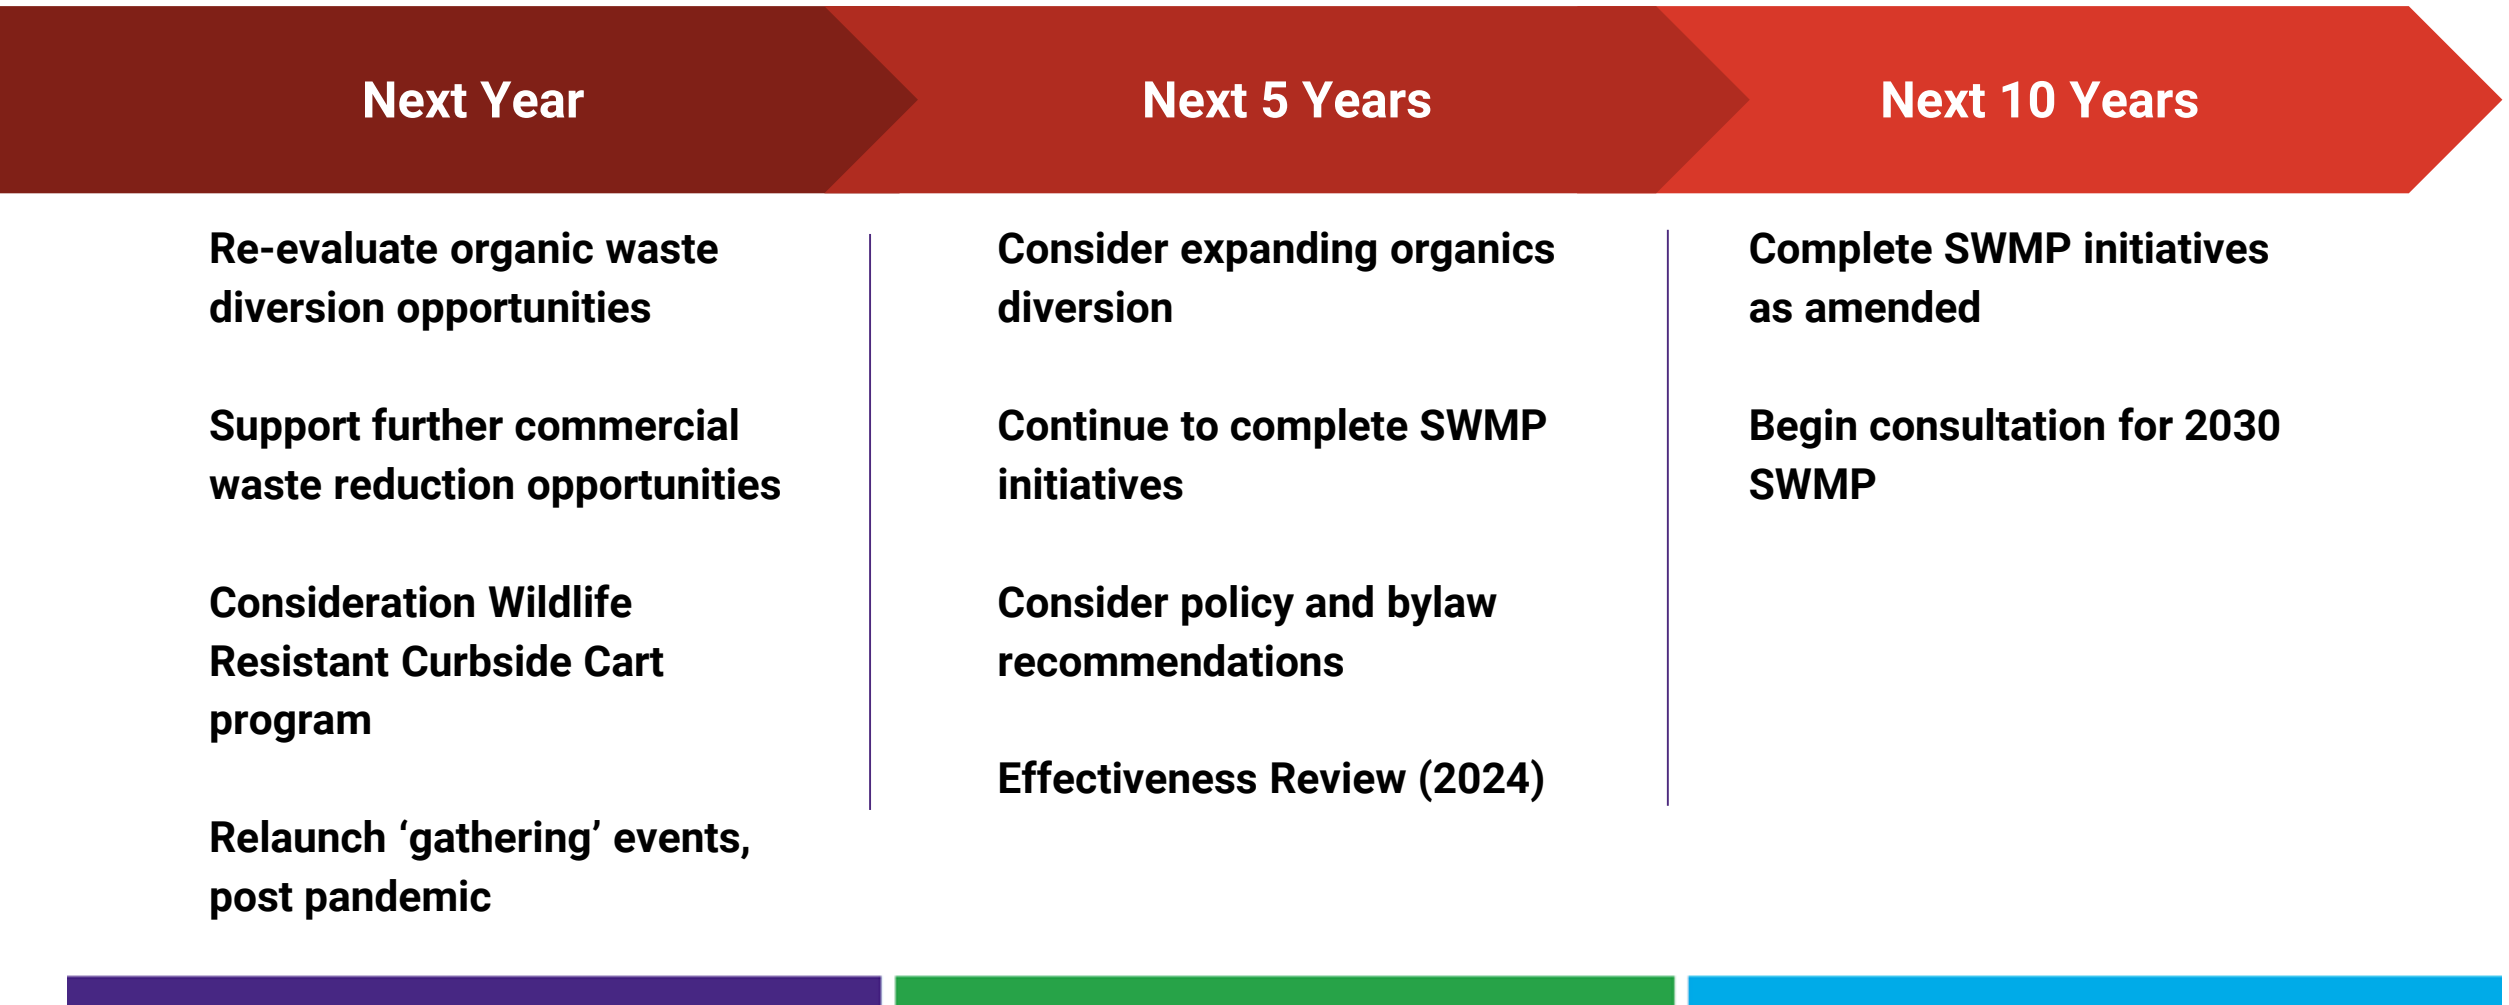 Next Year
Re-evaluate organic waste
diversion opportunities
Support further commercial
waste reduction opportunities
Consideration Wildlife
Resistant Curbside Cart
program
Relaunch ‘gathering’ events,
post pandemic
Next 5 Years
Consider expanding organics
diversion
Continue to complete SWMP
initiatives
Consider policy and bylaw
recommendations
Effectiveness Review (2024)
Next 10 Years
Complete SWMP initiatives
as amended
Begin consultation for 2030
SWMP